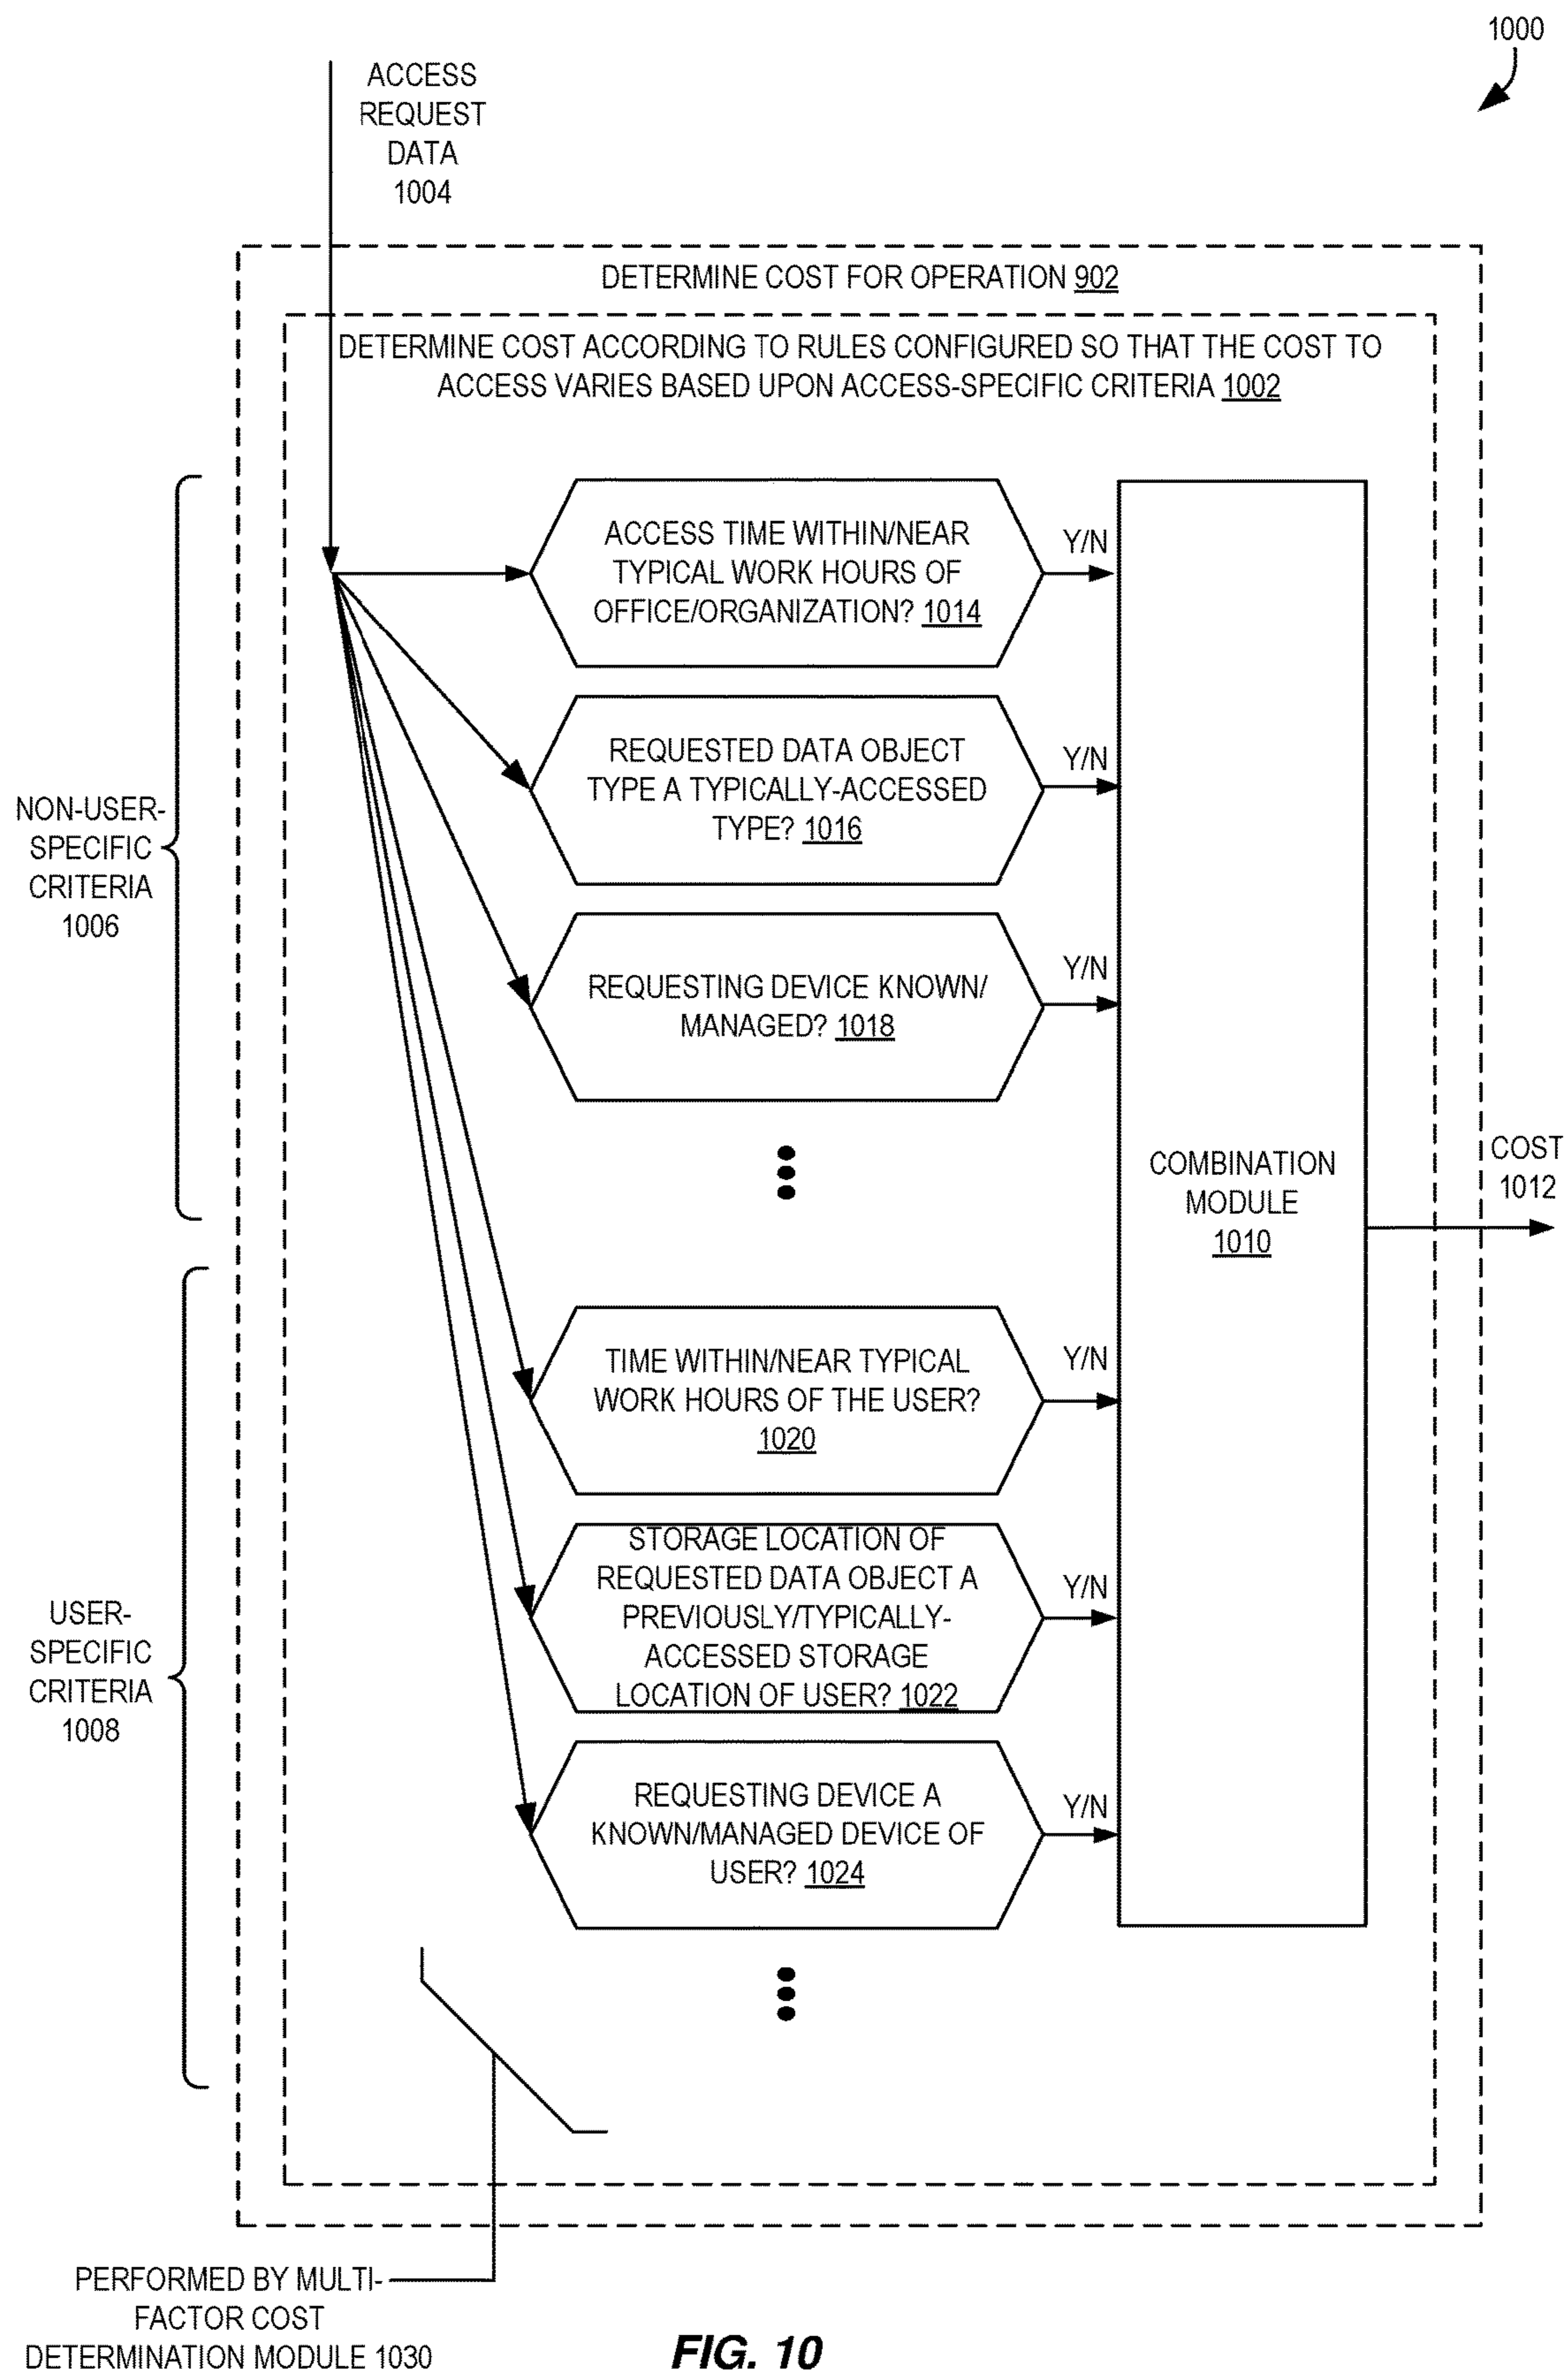 1000
ACCESS
REQUEST
DATA
1004
DETERMINE COST FOR OPERATION 902
DETERMINE COST ACCORDING TO RULES CONFIGURED SO THAT THE COST TO
ACCESS VARIES BASED UPON ACCESS-SPECIFIC CRITERIA 1002
NON-USER-
SPECIFIC
CRITERIA
1006
ACCESS TIME WITHIN/NEAR
TYPICAL WORK HOURS OF
OFFICE/ORGANIZATION? 1014
Y/N
REQUESTED DATA OBJECT
TYPE A TYPICALLY-ACCESSED
TYPE? 1016
Y/N
REQUESTING DEVICE KNOWN/
MANAGED? 1018
Y/N
COMBINATION
MODULE
1010
COST
1012
USER-
SPECIFIC
CRITERIA
1008
TIME WITHIN/NEAR TYPICAL
WORK HOURS OF THE USER?
1020
Y/N
STORAGE LOCATION OF
REQUESTED DATA OBJECT A
PREVIOUSLY/TYPICALLY-
ACCESSED STORAGE
LOCATION OF USER? 1022
Y/N
REQUESTING DEVICE A
KNOWN/MANAGED DEVICE OF
USER? 1024
Y/N
PERFORMED BY MULTI-
FACTOR COST
DETERMINATION MODULE 1030
FIG. 10